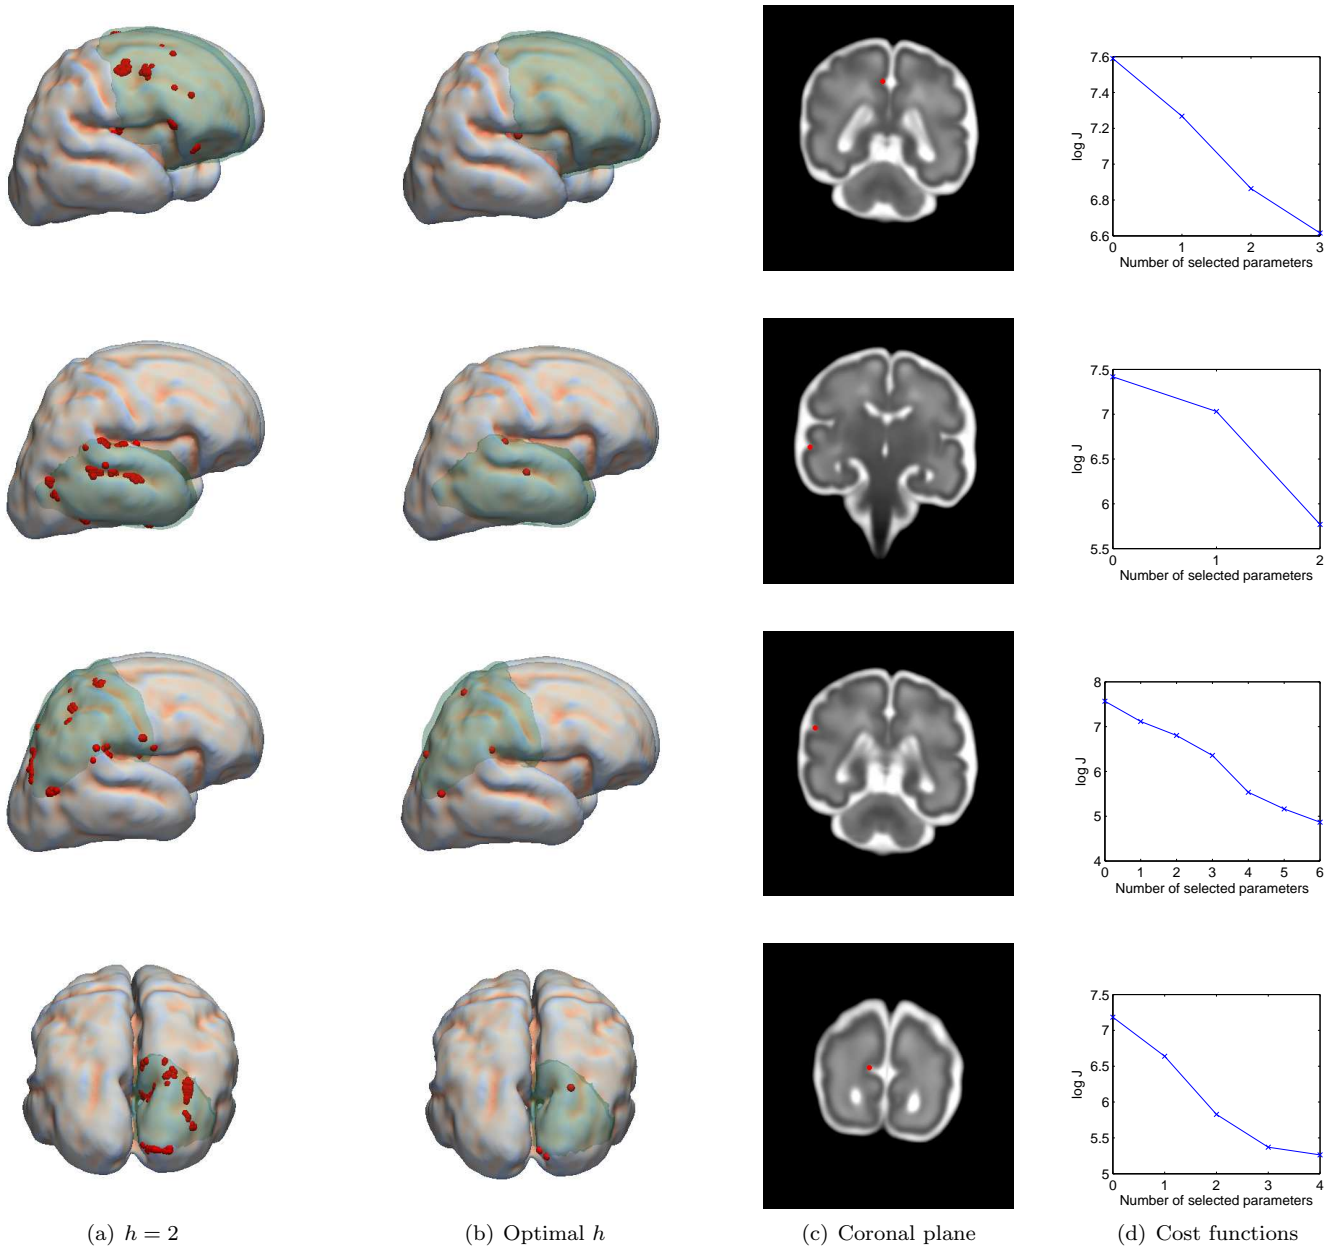 7.6
7.4
7.2
7
6.8
6.6
log J
0 1 2 3
Number of selected parameters
7.5
7
6.5
6
5.5
log J
0 1 2
Number of selected parameters
8
7
6
5
4
log J
0 1 2 3 4 5 6
Number of selected parameters
7.5
7
6.5
6
5.5
5
log J
0 1 2 3 4
Number of selected parameters
(a) h = 2
(b) Optimal h
(c) Coronal plane
(d) Cost functions